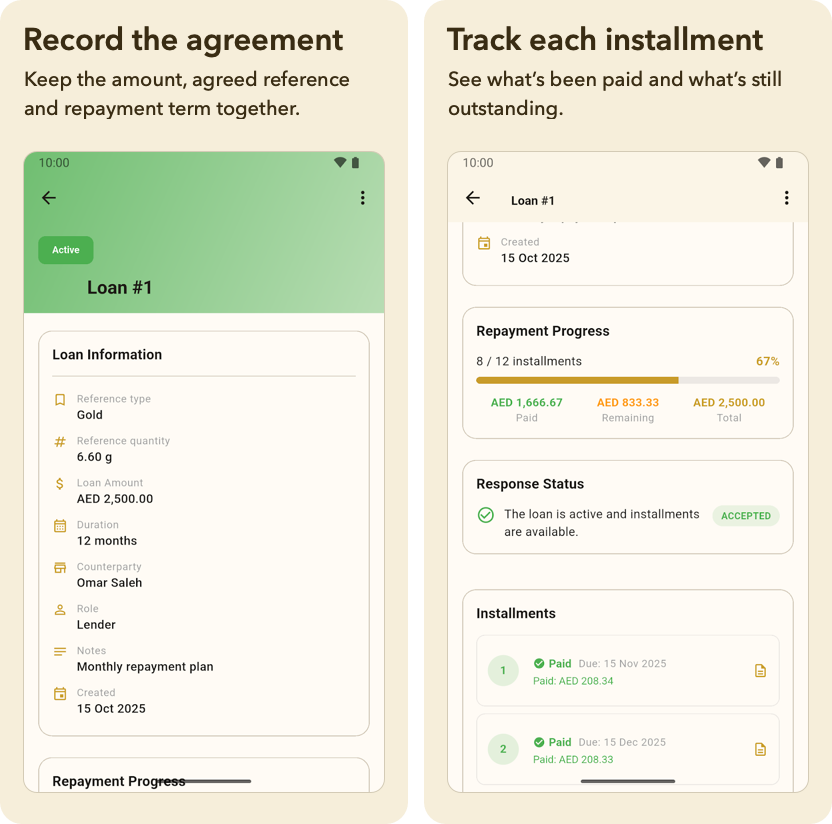 Record the agreement
Keep the amount, agreed reference
and repayment term together.
10:00
Active
Loan #1
Loan Information
Reference type
Gold
Reference quantity
6.60 g
Loan Amount
AED 2,500.00
Duration
12 months
Counterparty
Omar Saleh
Role
Lender
Notes
Monthly repayment plan
Created
15 Oct 2025
Repayment Progress
Track each installment
See what’s been paid and what’s still
outstanding.
10:00
Loan #1
Created
15 Oct 2025
Repayment Progress
8 / 12 installments 67%
AED 1,666.67 AED 833.33 AED 2,500.00
Paid Remaining Total
Response Status
The loan is active and installments
are available.
ACCEPTED
Installments
1
Paid Due: 15 Nov 2025
Paid: AED 208.34
2
Paid Due: 15 Dec 2025
Paid: AED 208.33